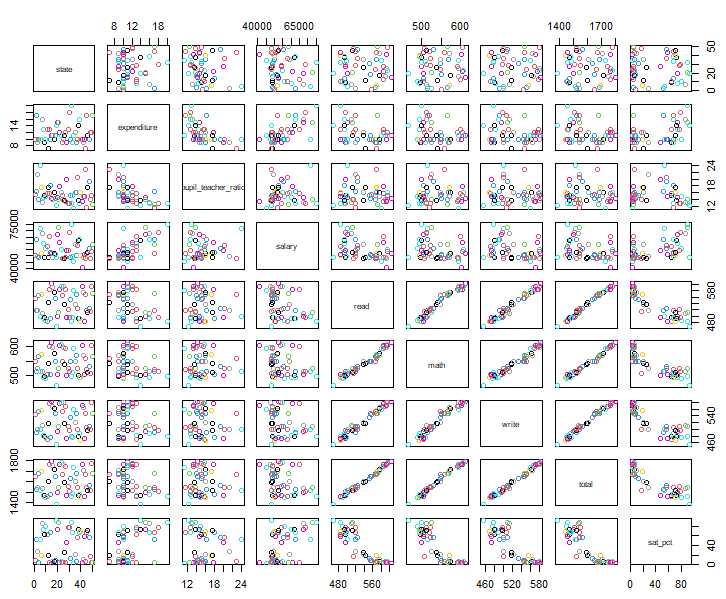 8 12 18
40000 65000
500 600
1400 1700
state
0 20 50
8 14
expenditure
pupil_teacher_ratio
12 18 24
40000 75000
salary
read
480 580
500 600
math
write
460 540
1400 1800
total
sat_pct
0 40
0 20 40
12 16 20 24
480 560
460 520 580
0 40 80